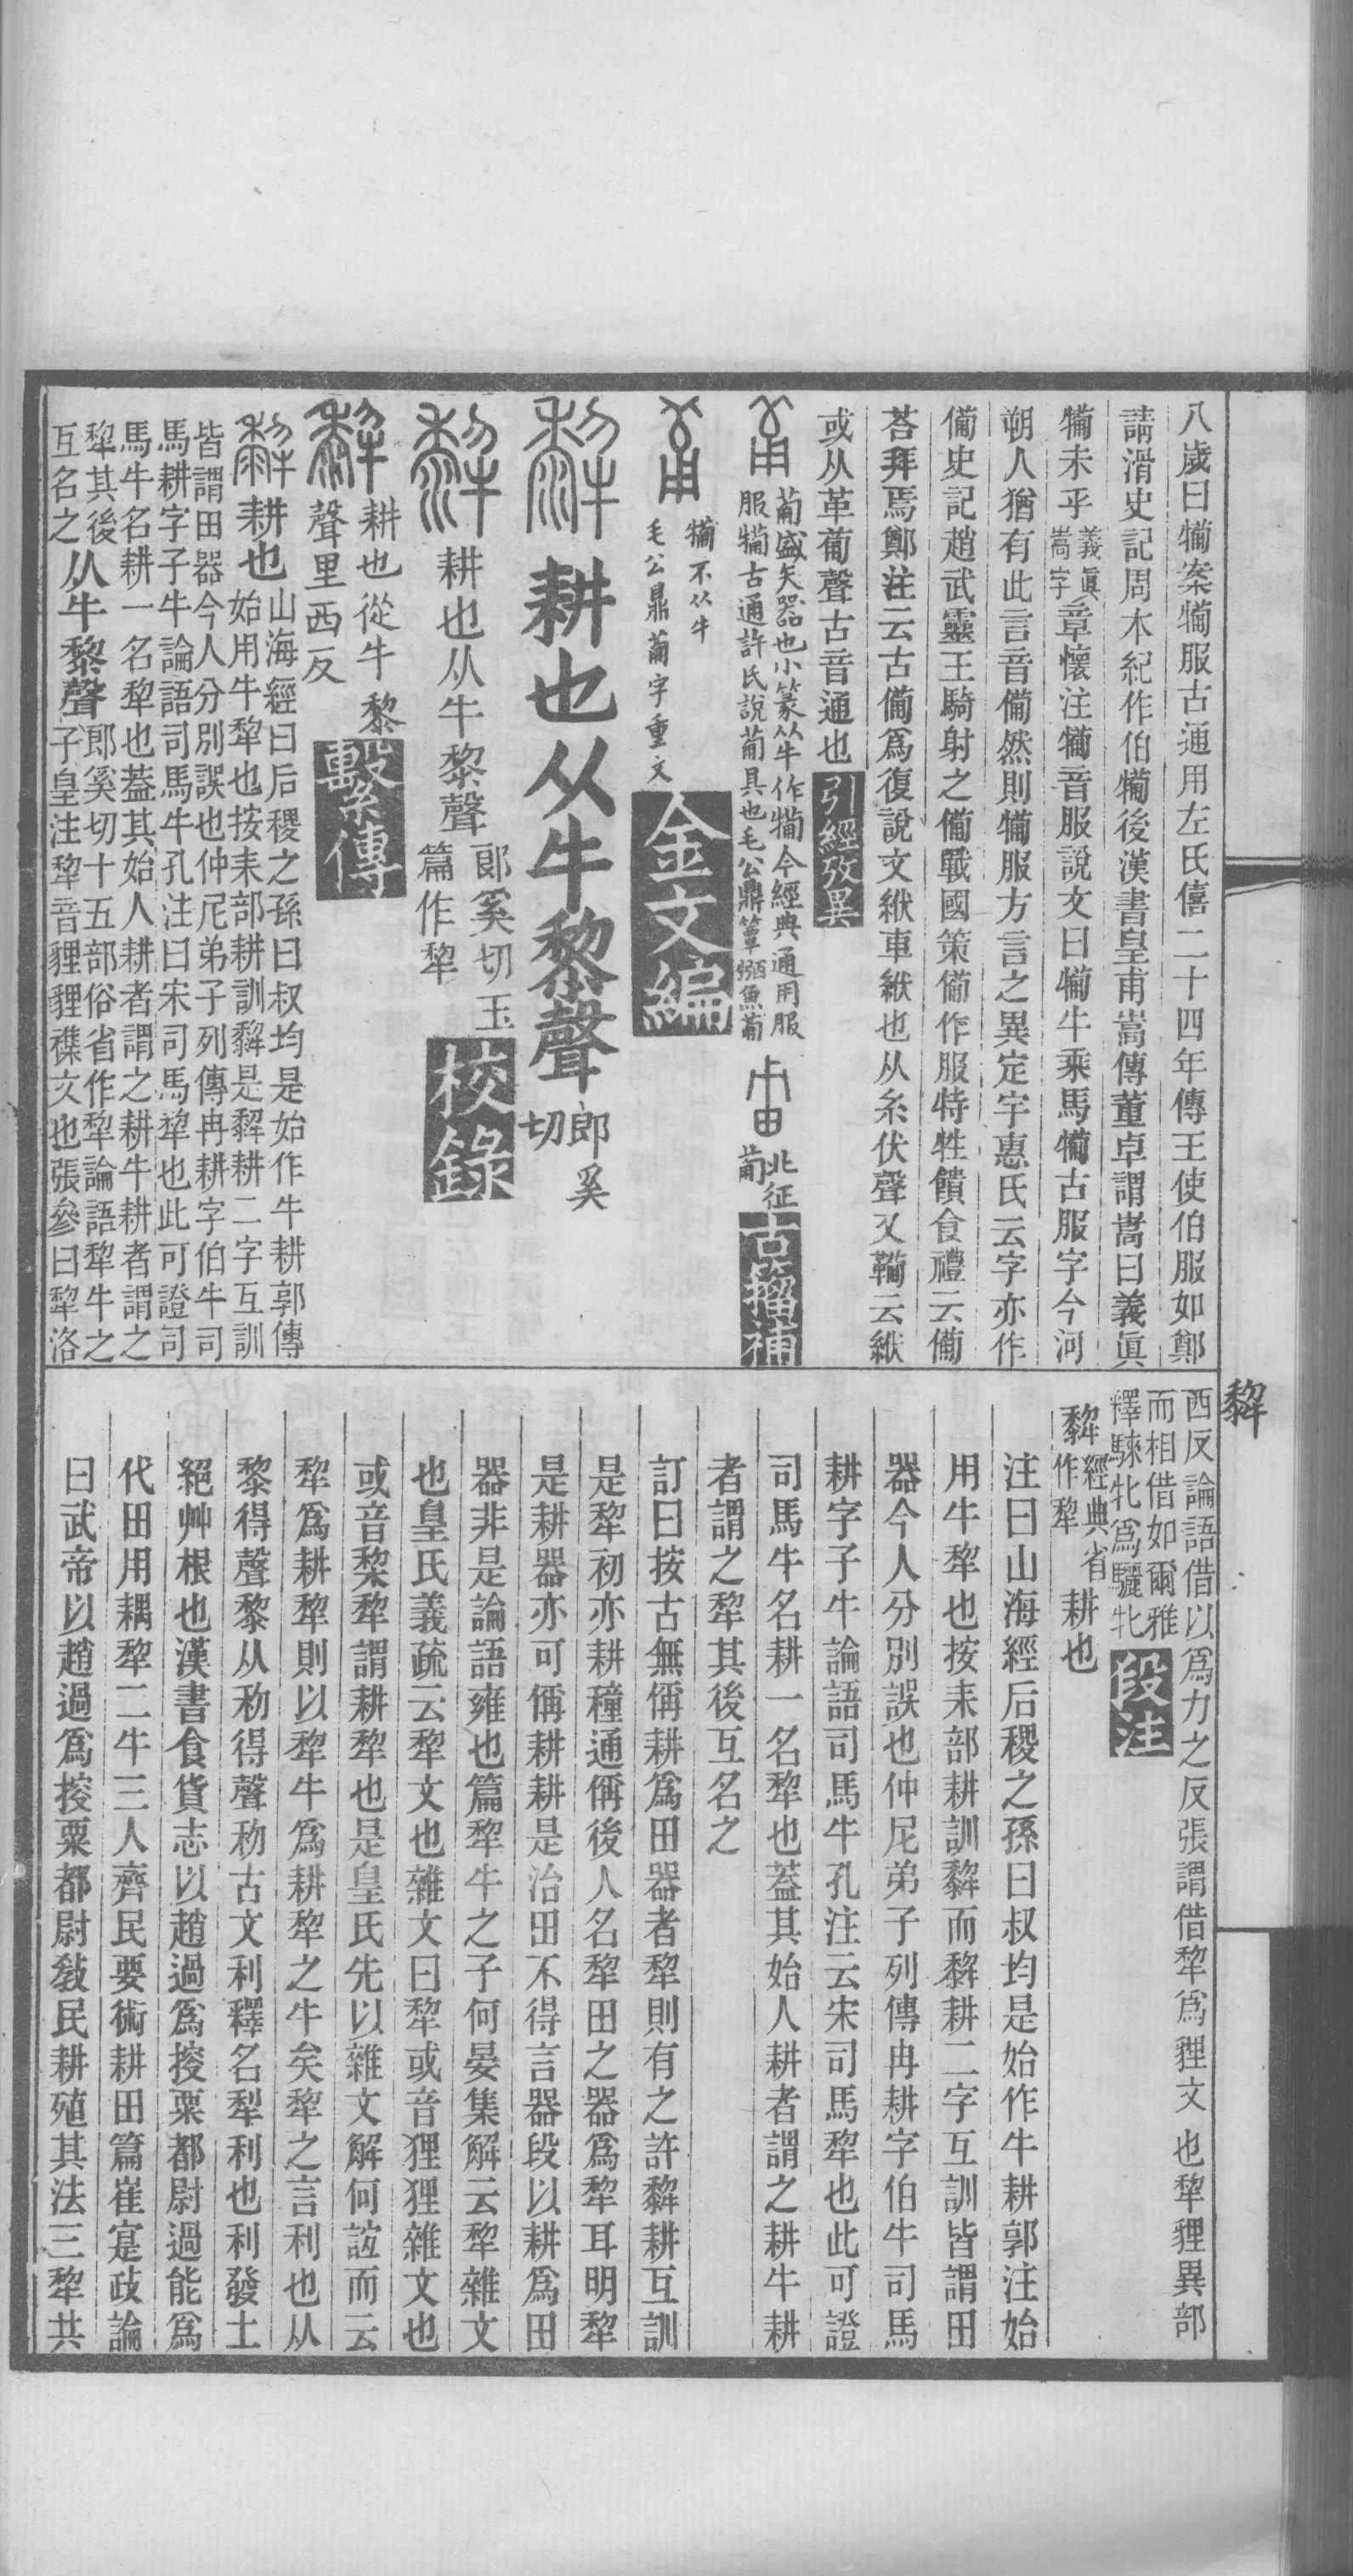 八歲曰犕案犕服古通用左氏僖二十四年傳王使伯服如鄭
請滑史記周本紀作伯犕後漢書皇甫嵩傳董卓謂嵩曰義眞
犕未乎義眞嵩字章懷注犕音服說文曰犕牛乘馬犕古服字今河
朔人猶有此言音備然則犕服方言之異定宇惠氏云字亦作
備史記趙武靈王騎射之備戰國策備作服特牲饋食禮云備
荅拜焉鄭注云古備爲復說文紴車紴也从糸伏聲又鞴云紴
或从革葡聲古音通也引經攷異
葡盛矢器也小篆从牛作犕今經典通用服
服犕古通許氏說葡具也毛公鼎簟弼魚葡
北征
葡
古籀補
犕不从牛
毛公鼎葡字重文
金文編
耕也从牛黎聲郎奚切
耕也从牛黎聲郎奚切玉篇作犂校錄
耕也從牛黎
聲里西反
繫傳
耕也山海經曰后稷之孫曰叔均是始作牛耕郭傳
始用牛犂也按耒部耕訓犂是犂耕二字互訓
皆謂田器今人分別誤也仲尼弟子列傳冉耕字伯牛司
馬耕字子牛論語司馬牛孔注曰宋司馬犂也此可證司
馬牛名耕一名犂也葢其始人耕者謂之耕牛耕者謂之
犂其後
互名之
从牛黎聲
郎奚切十五部俗省作犂論語犂牛之
子皇注犂音貍貍襍文也張參曰犂洛
犂
西反論語借以爲力之反張謂借犂爲貍文也犂貍異部
而相借如爾雅
釋騋牝爲驪牝
段注
犂經典省作犂耕也
注曰山海經后稷之孫曰叔均是始作牛耕郭注始
用牛犂也按耒部耕訓犂而犂耕二字互訓皆謂田
器今人分別誤也仲尼弟子列傳冉耕字伯牛司馬
耕字子牛論語司馬牛孔注云宋司馬犂也此可證
司馬牛名耕一名犂也葢其始人耕者謂之耕牛耕
者謂之犂其後互名之
訂曰按古無偁耕爲田器者犂則有之許犂耕互訓
是犂初亦耕穜通偁後人名犂田之器爲犂耳明犂
是耕器亦可偁耕耕是治田不得言器段以耕爲田
器非是論語雍也篇犂牛之子何晏集解云犂雜文
也皇氏義疏云犂文也雜文曰犂或音狸狸雜文也
或音棃犂謂耕犂也是皇氏先以雜文解何誼而云
犂爲耕犂則以犂牛爲耕犂之牛矣犂之言利也从
黎得聲黎从利得聲利古文利釋名犁利也利發土
絕艸根也漢書食貨志以趙過爲搜粟都尉過能爲
代田用耦犂二牛三人齊民要術耕田篇崔寔政論
曰武帝以趙過爲搜粟都尉敎民耕殖其法三犂共